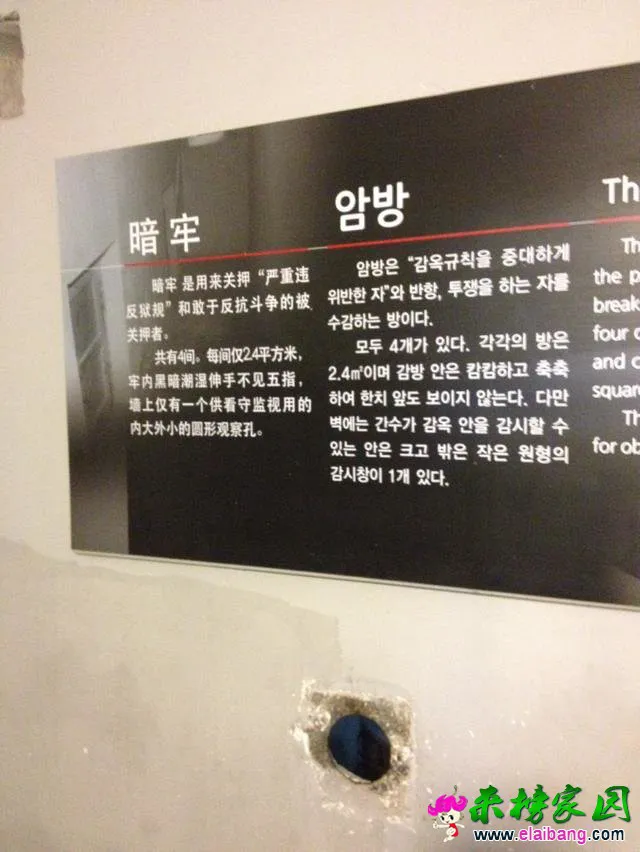 暗牢
暗牢是用来关押“严重违
反狱规”和敢于反抗斗争的被
关押者。
共有4间。每间仅2.4平方米，
牢内黑暗潮湿伸手不见五指，
墙上仅有一个供看守监视用的
内大外小的圆形观察孔。
암방
암방은 “감옥규칙을 중대하게
위반한 자”와 반항, 투쟁을 하는 자를
수감하는 방이다.
모두 4개가 있다. 각각의 방은
2.4㎡이며 감방 안은 캄캄하고 축축
하여 한치 앞도 보이지 않는다. 다만
벽에는 간수가 감옥 안을 감시할 수
있는 안은 크고 밖은 작은 원형의
감시창이 1개 있다.
Th
Th
the p
break
four c
and c
square
Th
for ob
来榜家园
www.elaibang.com